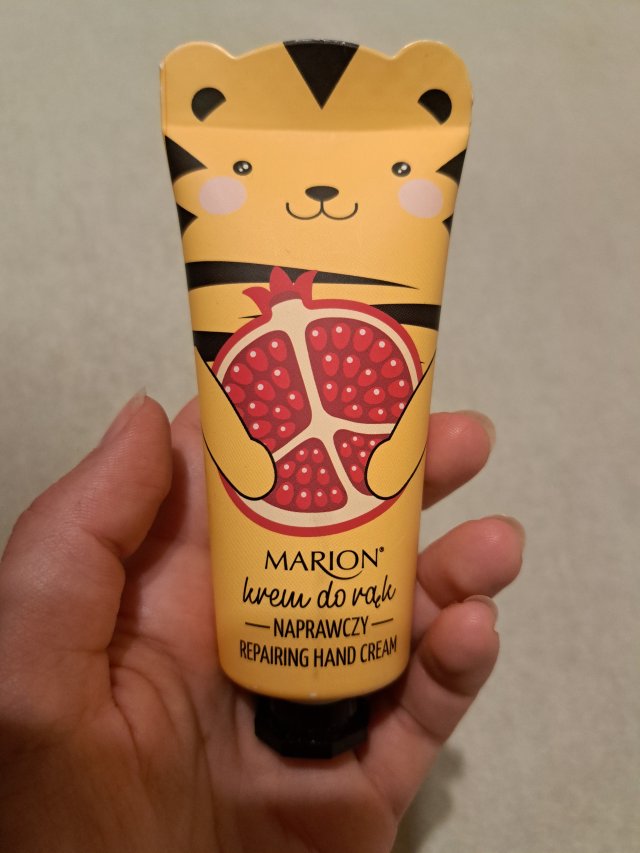 MARION®
krem do rąk
NAPRAWCZY
REPAIRING HAND CREAM